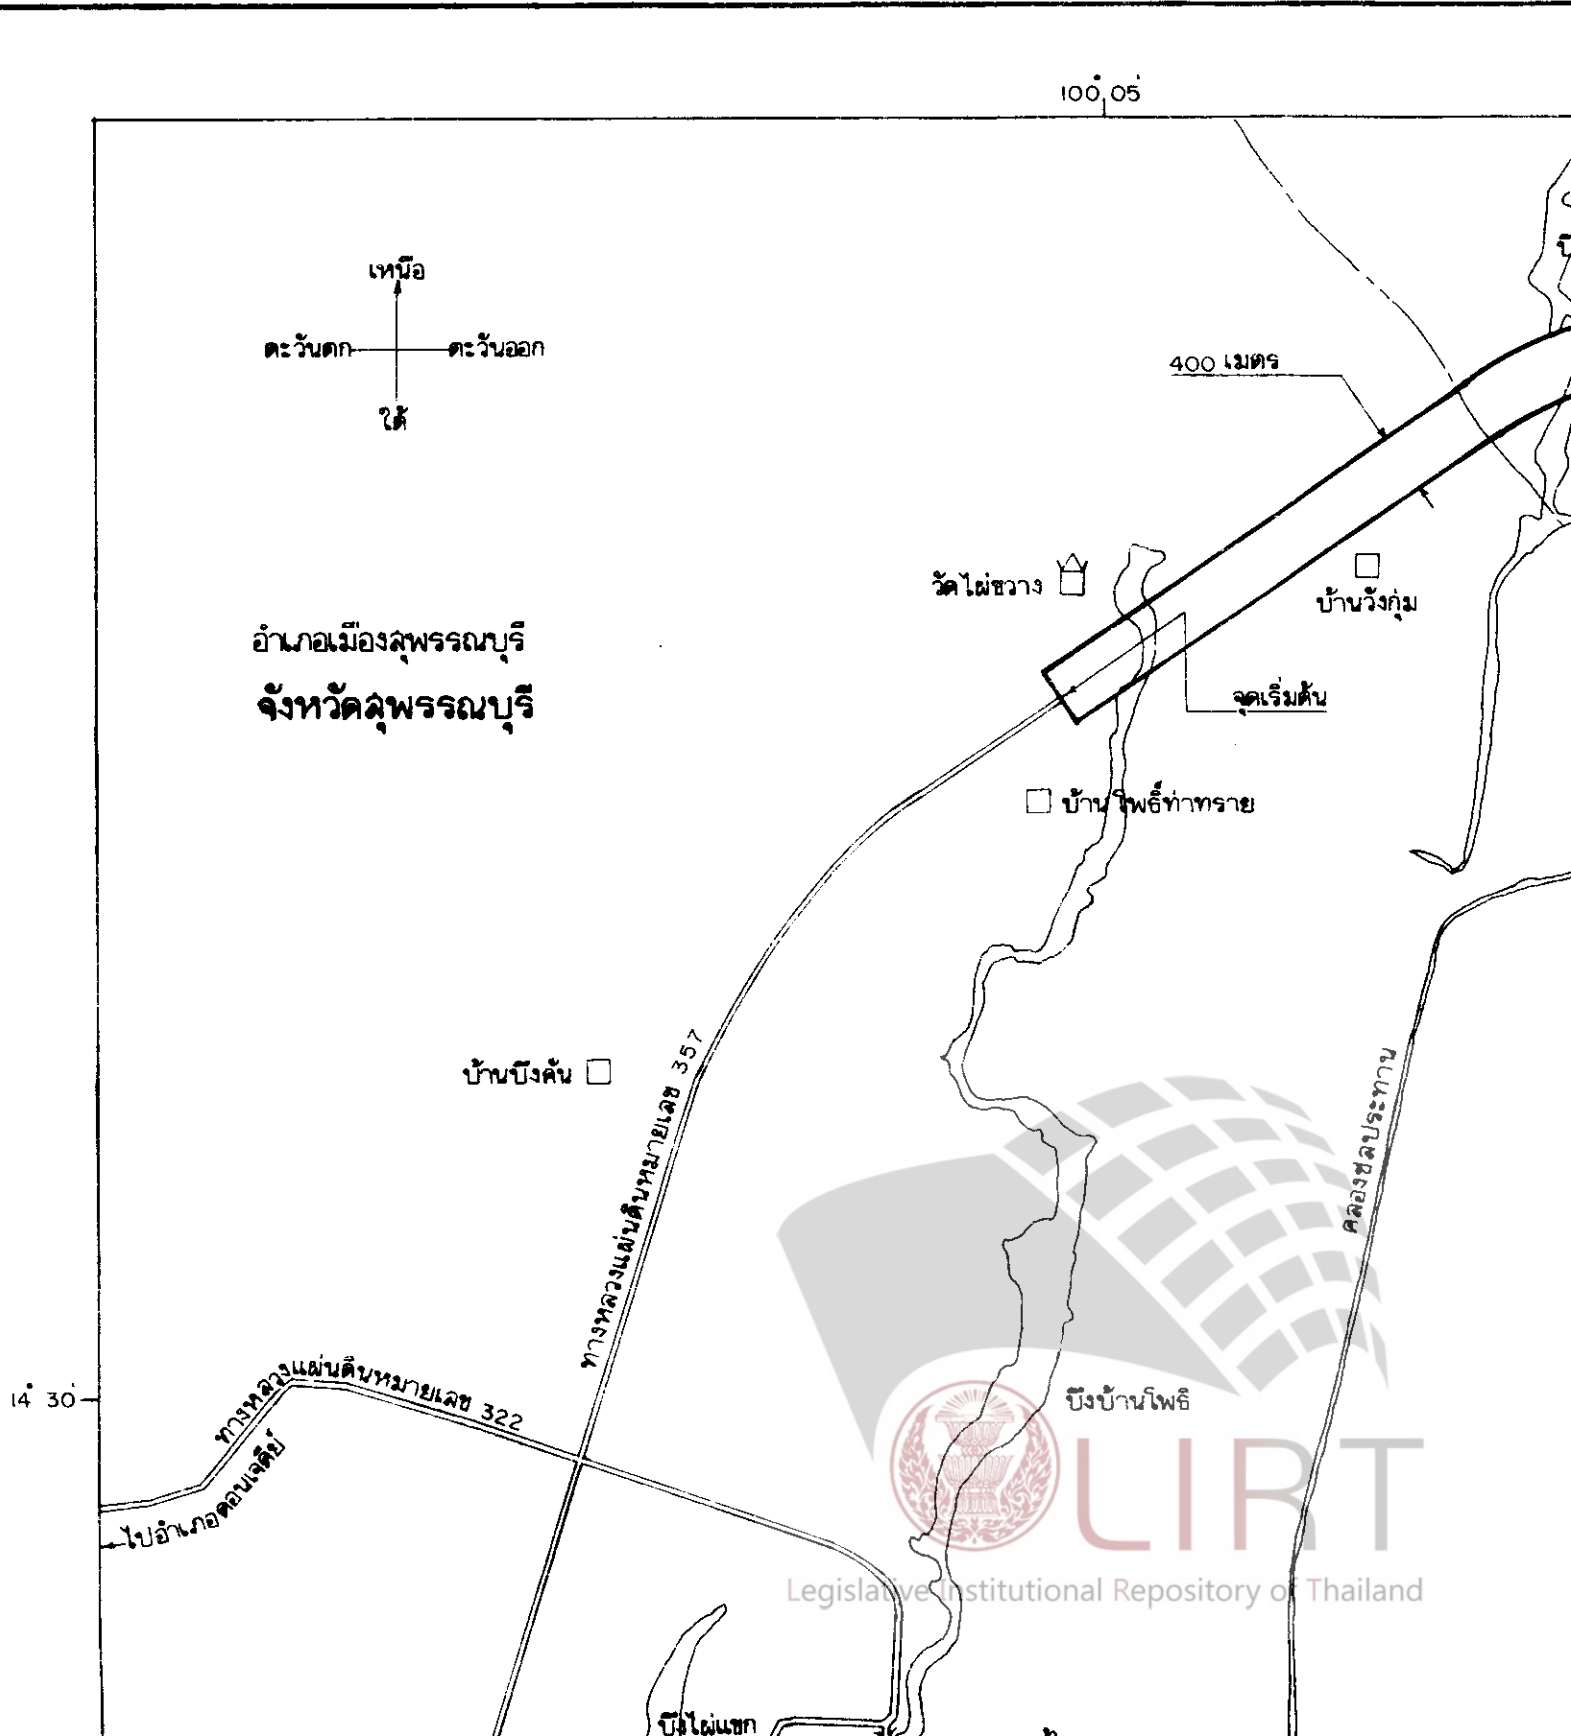 100° 05'
เหนือ
ตะวันตก
ตะวันออก
ใต้
400 เมตร
วัดไผ่ขวาง
บ้านวังกุ่ม
อำเภอเมืองสุพรรณบุรี
จังหวัดสุพรรณบุรี
จุดเริ่มต้น
บ้านโพธิ์ท่าทราย
บ้านบึงคัน
ทางหลวงแผ่นดินหมายเลข 357
คลองชลประทาน
14° 30'
ทางหลวงแผ่นดินหมายเลข 322
บึงบ้านโพธิ์
ไปอำเภอดอนเจดีย์
LIRT
Legislative Institutional Repository of Thailand
บึงไผ่แขก